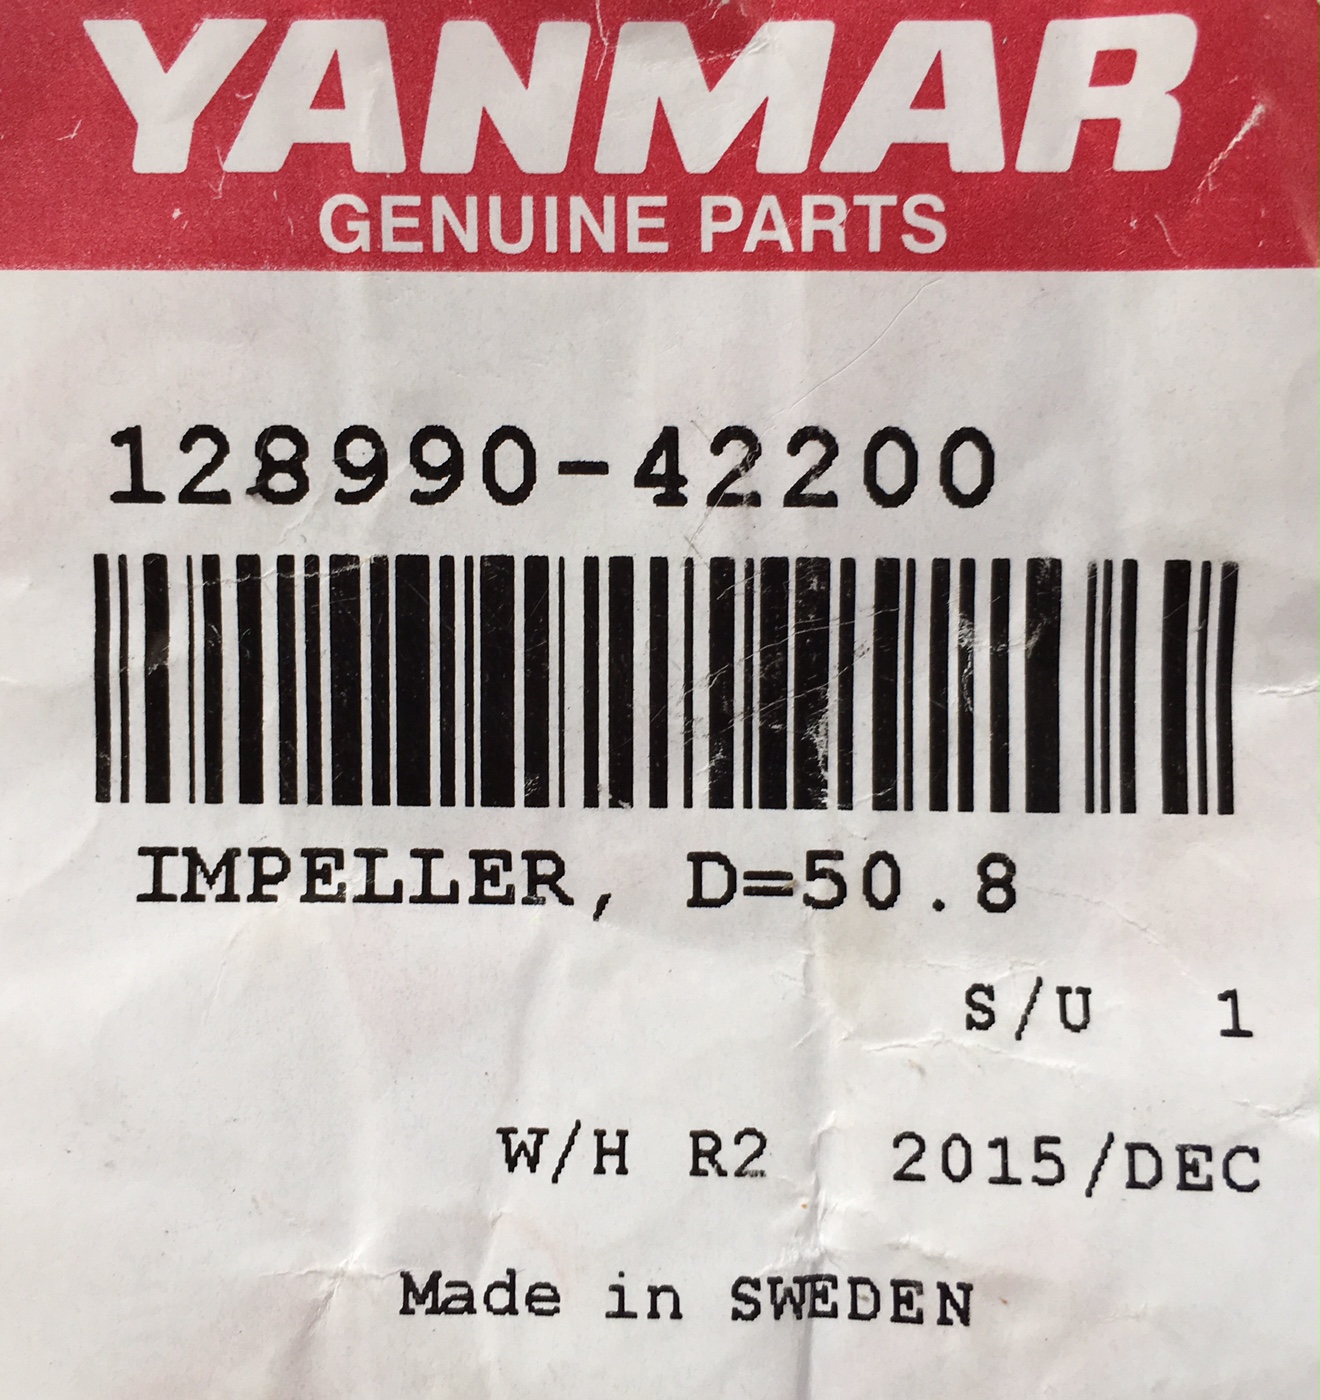 YANMAR
GENUINE PARTS
128990-42200
IMPELLER, D=50.8
S/U 1
W/H R2 2015/DEC
Made in SWEDEN